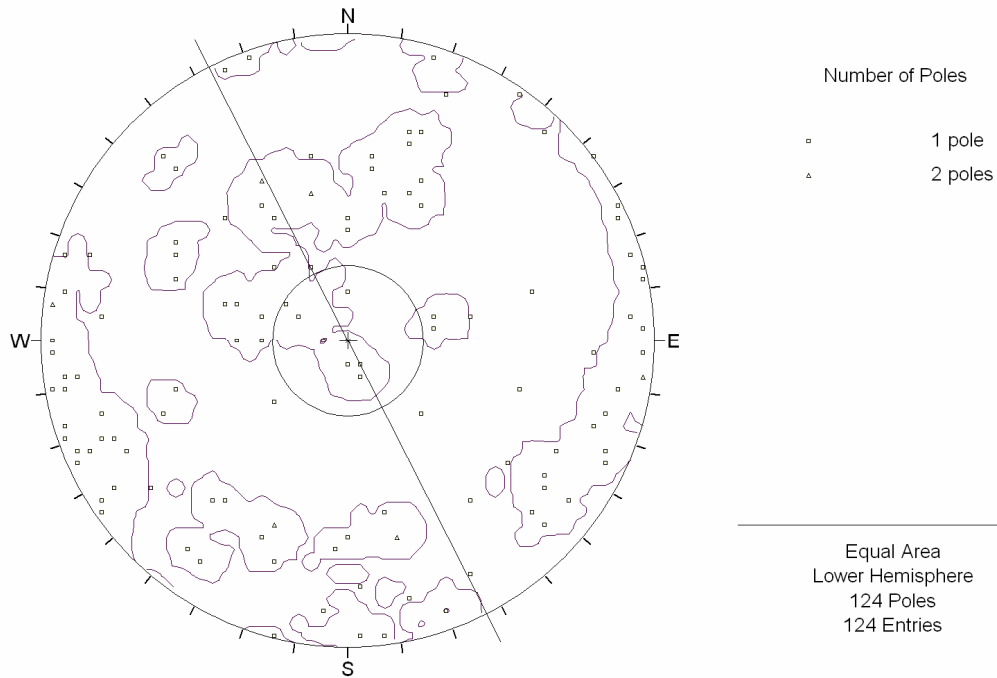 N
Number of Poles
1 pole
2 poles
W
E
S
Equal Area
Lower Hemisphere
124 Poles
124 Entries